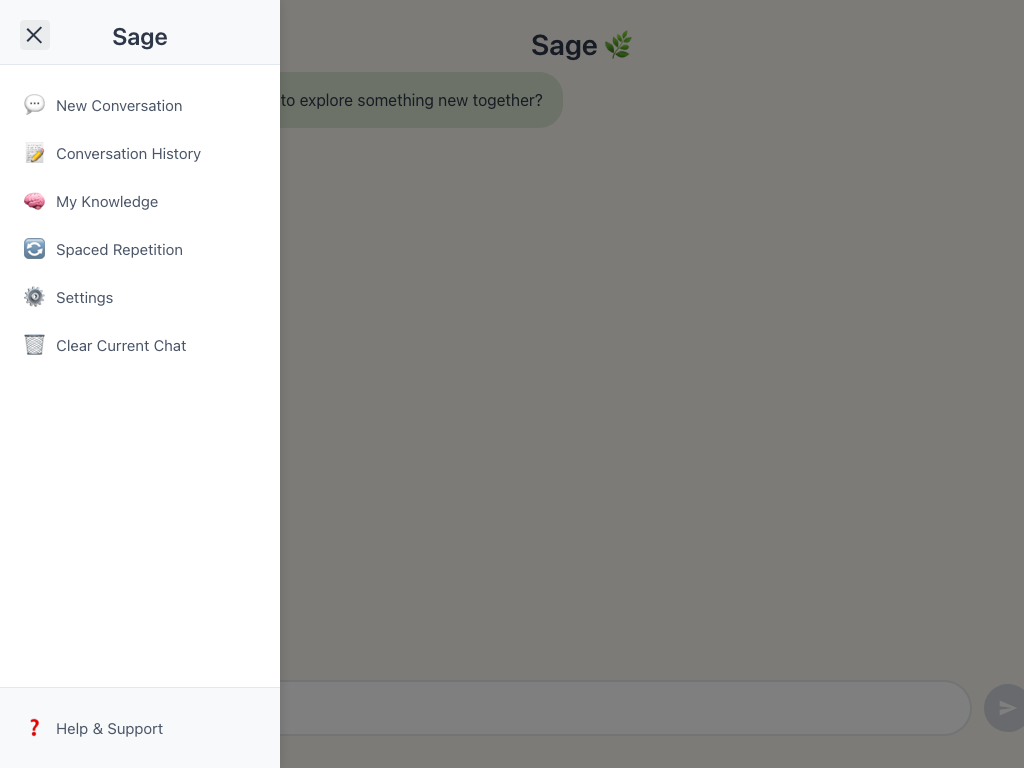 Sage
Sage 🌿
to explore something new together?
New Conversation
Conversation History
My Knowledge
Spaced Repetition
Settings
Clear Current Chat
Help & Support